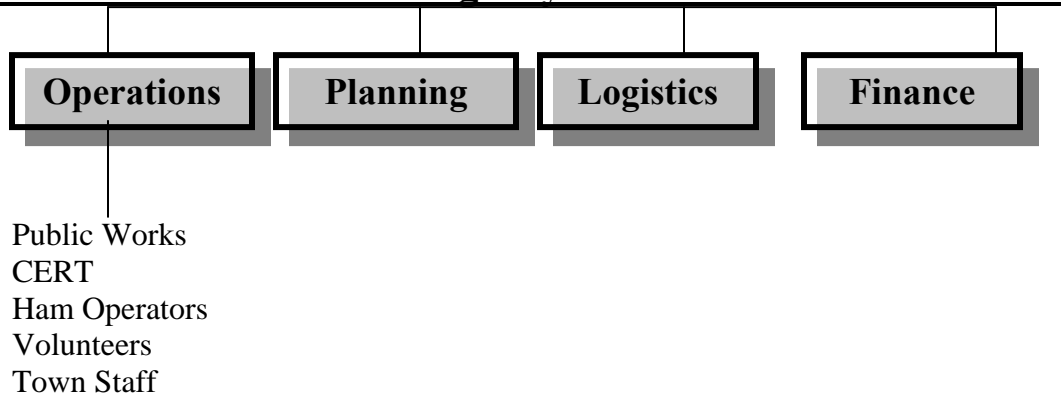 Operations Planning Logistics Finance
Public Works
CERT
Ham Operators
Volunteers
Town Staff